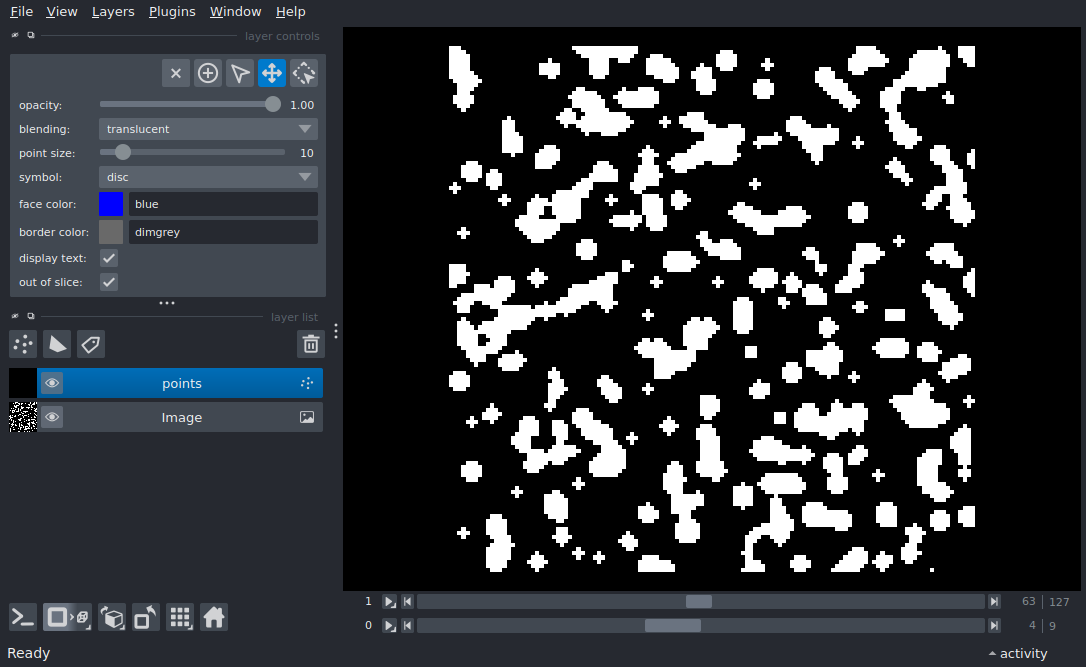 File View Layers Plugins Window Help
layer controls
opacity: 1.00
blending: translucent
point size: 10
symbol: disc
face color: blue
border color: dimgrey
display text:
out of slice:
layer list
points
Image
1 63 | 127
0 4 | 9
Ready activity